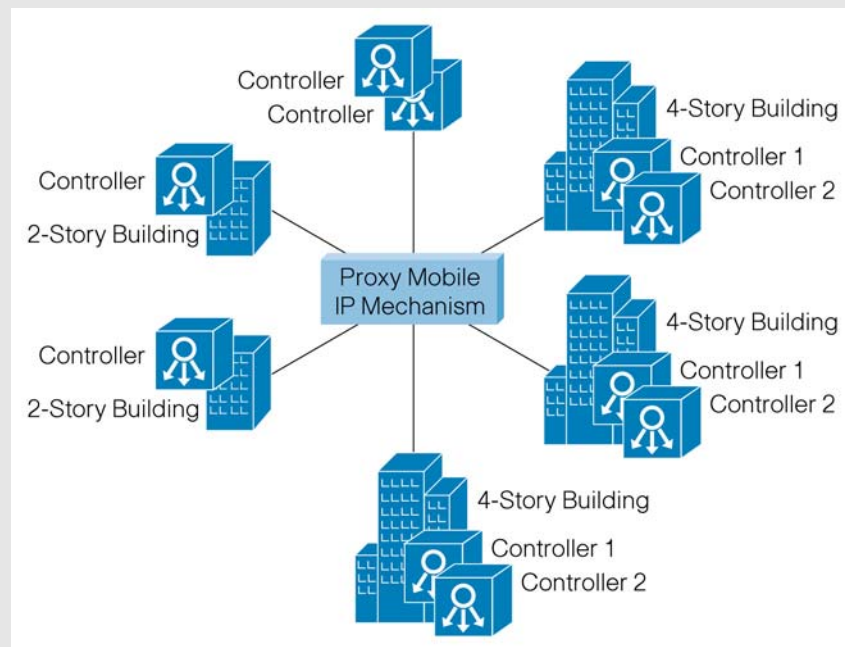 Controller
Controller
4-Story Building
Controller 1
Controller 2
Controller
2-Story Building
Proxy Mobile
IP Mechanism
4-Story Building
Controller 1
Controller 2
Controller
2-Story Building
4-Story Building
Controller 1
Controller 2